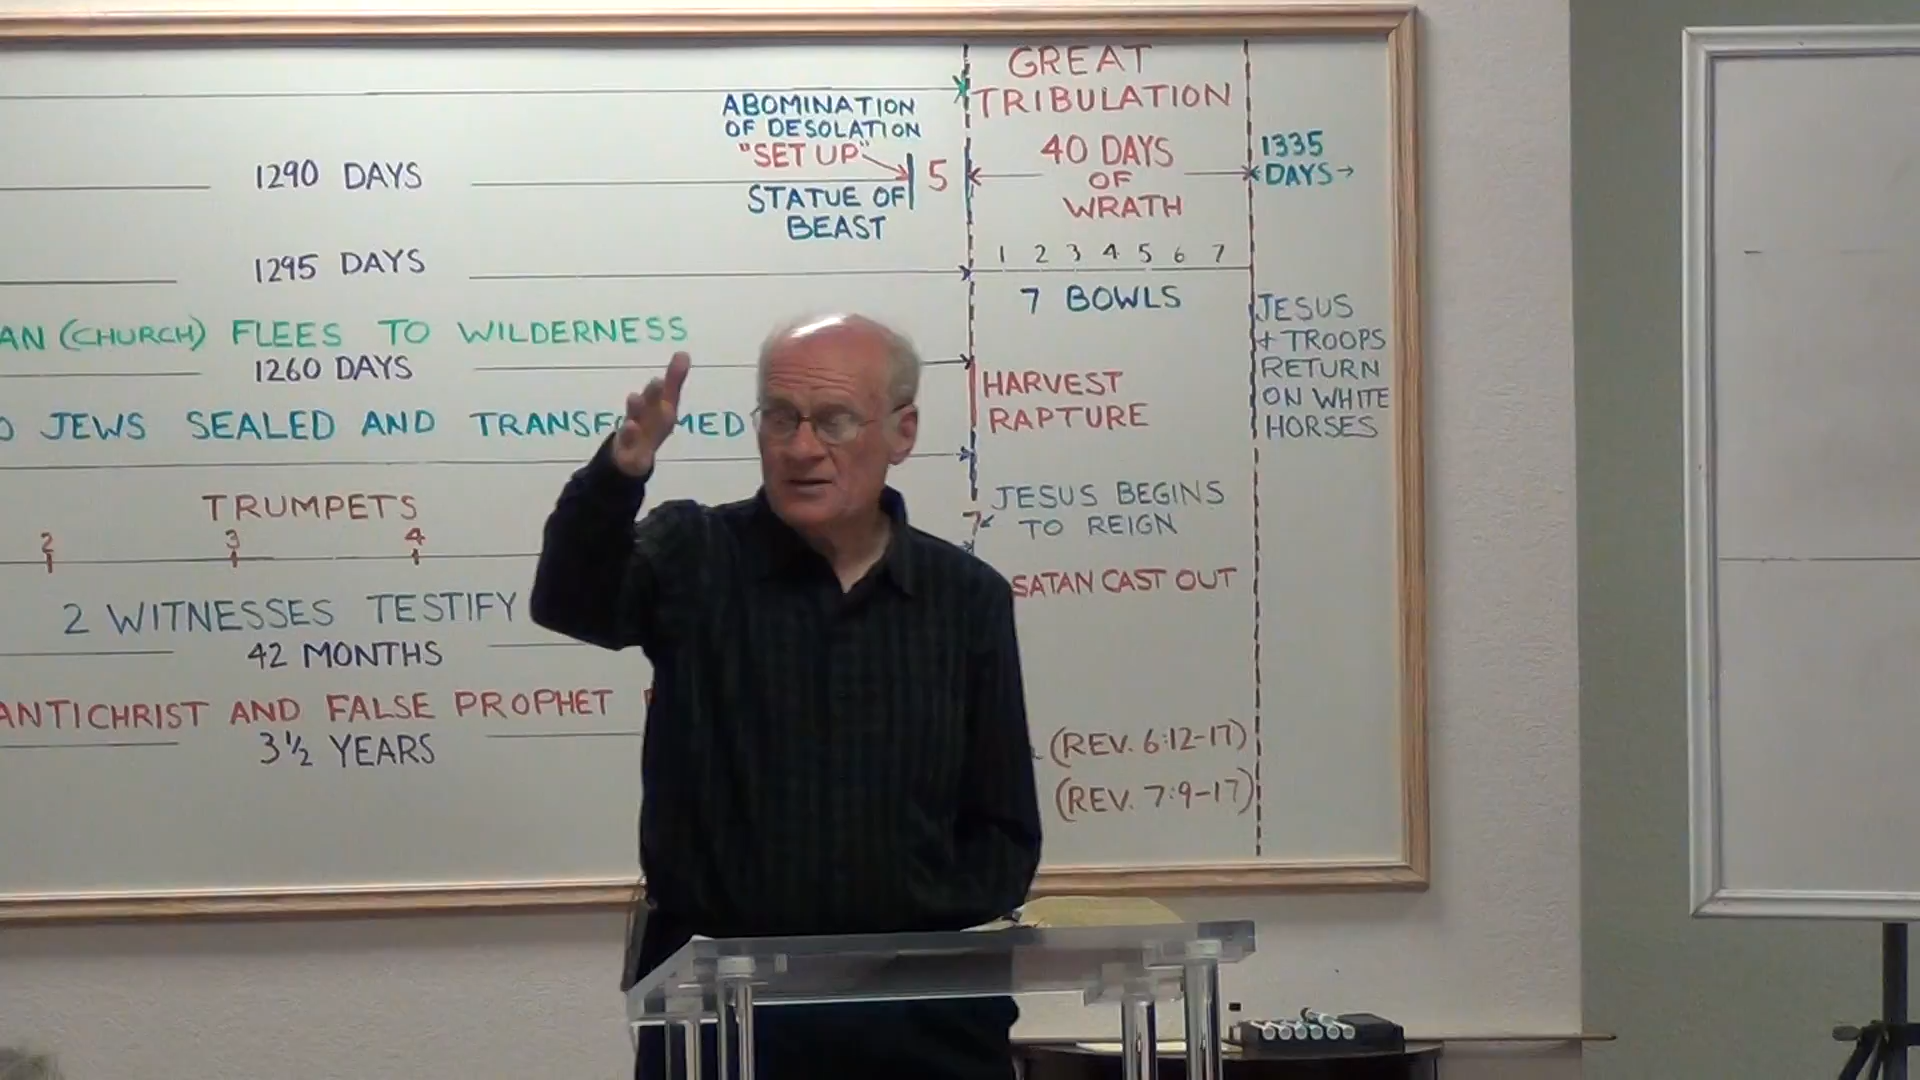 GREAT
TRIBULATION
ABOMINATION
OF DESOLATION
"SET UP"
5
STATUE OF
BEAST
40 DAYS
OF
WRATH
1335
DAYS→
1290 DAYS
1295 DAYS
1 2 3 4 5 6 7
7 BOWLS
JESUS
+ TROOPS
RETURN
ON WHITE
HORSES
AN (CHURCH) FLEES TO WILDERNESS
1260 DAYS
HARVEST
RAPTURE
O JEWS SEALED AND TRANSF MED
TRUMPETS
2 3 4
7
JESUS BEGINS
TO REIGN
SATAN CAST OUT
2 WITNESSES TESTIFY
42 MONTHS
ANTICHRIST AND FALSE PROPHET
3½ YEARS
(REV. 6:12-17)
(REV. 7:9-17)